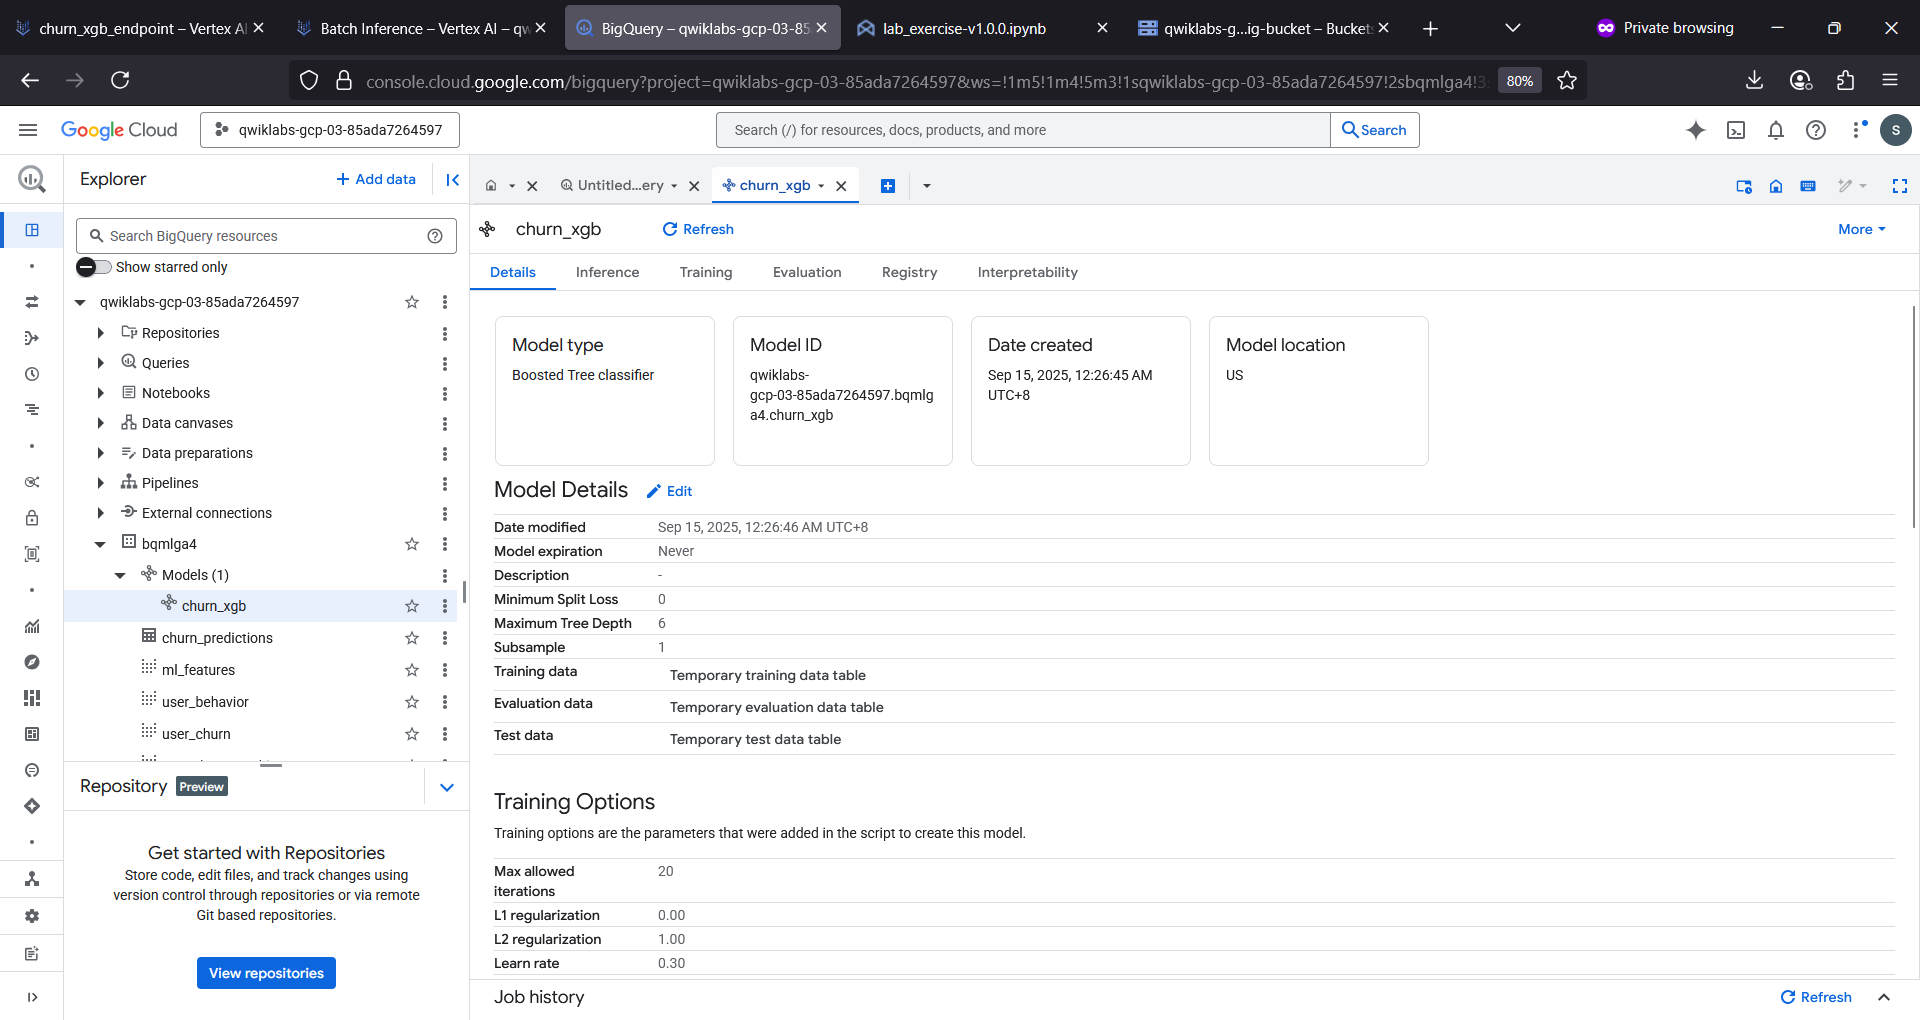 churn_xgb_endpoint – Vertex AI
Batch Inference – Vertex AI – qw
BigQuery – qwiklabs-gcp-03-85
lab_exercise-v1.0.0.ipynb
qwiklabs-g...ig-bucket – Buckets
Private browsing
console.cloud.google.com/bigquery?project=qwiklabs-gcp-03-85ada7264597&ws=!1m5!1m4!5m3!1sqwiklabs-gcp-03-85ada7264597!2sbqmlga4!3s
80%
Google Cloud
qwiklabs-gcp-03-85ada7264597
Search (/) for resources, docs, products, and more
Search
S
Explorer
+ Add data
Untitled...ery
churn_xgb
Search BigQuery resources
Show starred only
churn_xgb
Refresh
More
Details
Inference
Training
Evaluation
Registry
Interpretability
qwiklabs-gcp-03-85ada7264597
Repositories
Queries
Notebooks
Data canvases
Data preparations
Pipelines
External connections
bqmlga4
Models (1)
churn_xgb
churn_predictions
ml_features
user_behavior
user_churn
Repository Preview
Get started with Repositories
Store code, edit files, and track changes using
version control through repositories or via remote
Git based repositories.
View repositories
Model type
Boosted Tree classifier
Model ID
qwiklabs-
gcp-03-85ada7264597.bqmlg
a4.churn_xgb
Date created
Sep 15, 2025, 12:26:45 AM
UTC+8
Model location
US
Model Details
Edit
Date modified Sep 15, 2025, 12:26:46 AM UTC+8
Model expiration Never
Description -
Minimum Split Loss 0
Maximum Tree Depth 6
Subsample 1
Training data Temporary training data table
Evaluation data Temporary evaluation data table
Test data Temporary test data table
Training Options
Training options are the parameters that were added in the script to create this model.
Max allowed 20
iterations
L1 regularization 0.00
L2 regularization 1.00
Learn rate 0.30
Job history
Refresh